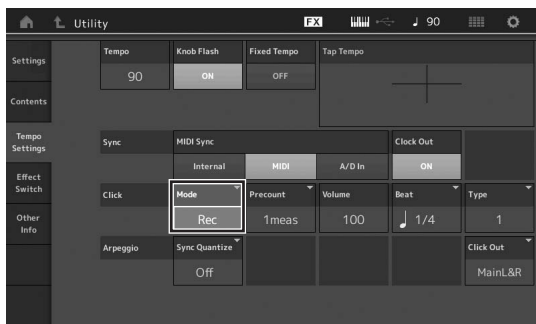 Utility
FX
90
Settings
Contents
Tempo Settings
Effect Switch
Other Info
Tempo
90
Knob Flash
ON
Fixed Tempo
OFF
Tap Tempo
Sync
MIDI Sync
Internal
MIDI
A/D In
Clock Out
ON
Click
Mode
Rec
Precount
1meas
Volume
100
Beat
1/4
Type
1
Arpeggio
Sync Quantize
Off
Click Out
MainL&R